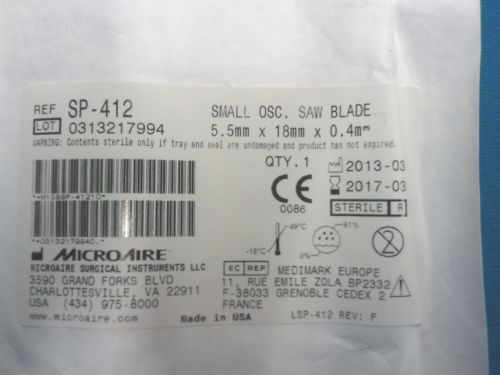 REF SP-412 SMALL OSC. SAW BLADE
LOT 0313217994 5.5mm x 18mm x 0.4mm
WARNING: Contents sterile only if tray and seal are undamaged and product has not expired.
QTY.1 2013-03
2017-03
CE 0086 STERILE R
*+M138SP-41210*
49°C 91%
-18°C 0%
*+0313217994C.*
MICROAIRE
MICROAIRE SURGICAL INSTRUMENTS LLC
3590 GRAND FORKS BLVD
CHARLOTTESVILLE, VA 22911
USA (434) 975-8000
www.microaire.com Made in USA
EC REP MEDIMARK EUROPE
11, RUE EMILE ZOLA BP2332
F-38033 GRENOBLE CEDEX 2
FRANCE
LSP-412 REV: F